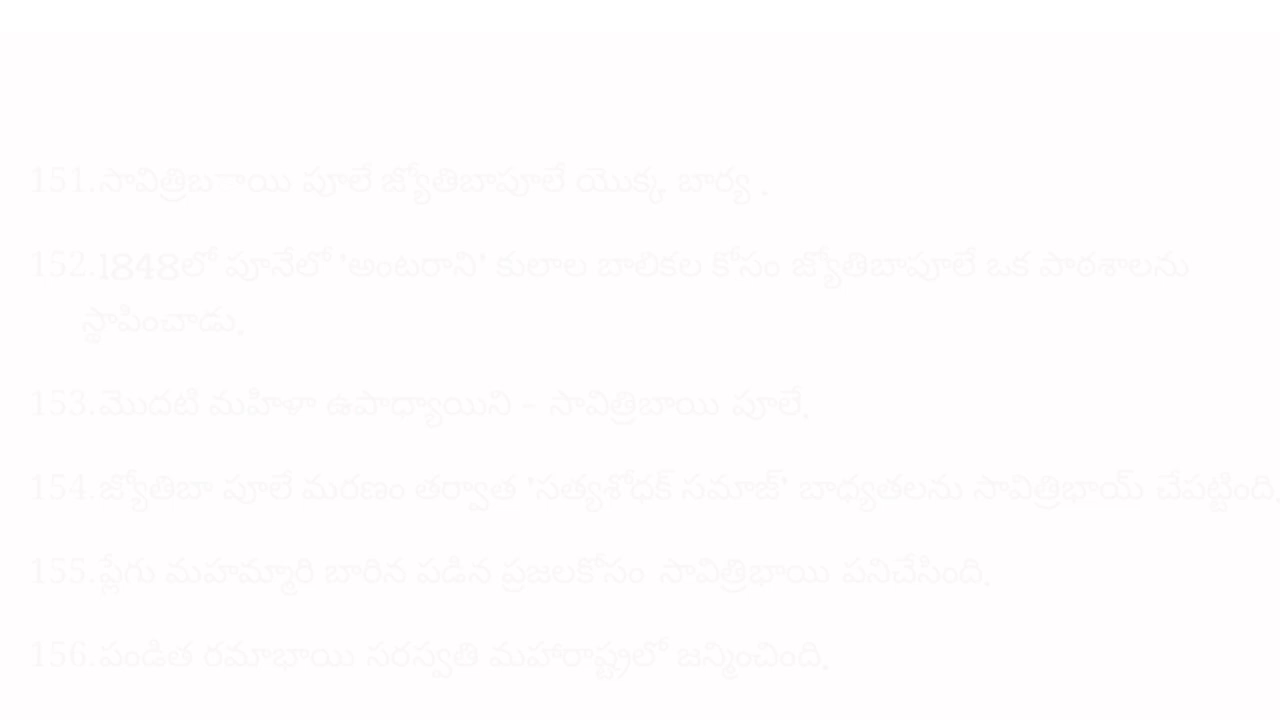 151.సావిత్రిబాయి పూలే జ్యోతిబాపూలే యొక్క బార్య .
152.1848లో పూనేలో 'అంటరాని' కులాల బాలికల కోసం జ్యోతిబాపూలే ఒక పాఠశాలను
స్థాపించాడు.
153.మొదటి మహిళా ఉపాధ్యాయిని – సావిత్రిబాయి పూలే.
154.జ్యోతిబా పూలే మరణం తర్వాత 'సత్యశోధక్ సమాజ్' బాధ్యతలను సావిత్రిబాయ్ చేపట్టింది.
155.ప్లేగు మహమ్మారి బారిన పడిన ప్రజలకోసం సావిత్రిభాయి పనిచేసింది.
156.పండిత రమాభాయి సరస్వతి మహారాష్ట్రలో జన్మించింది.